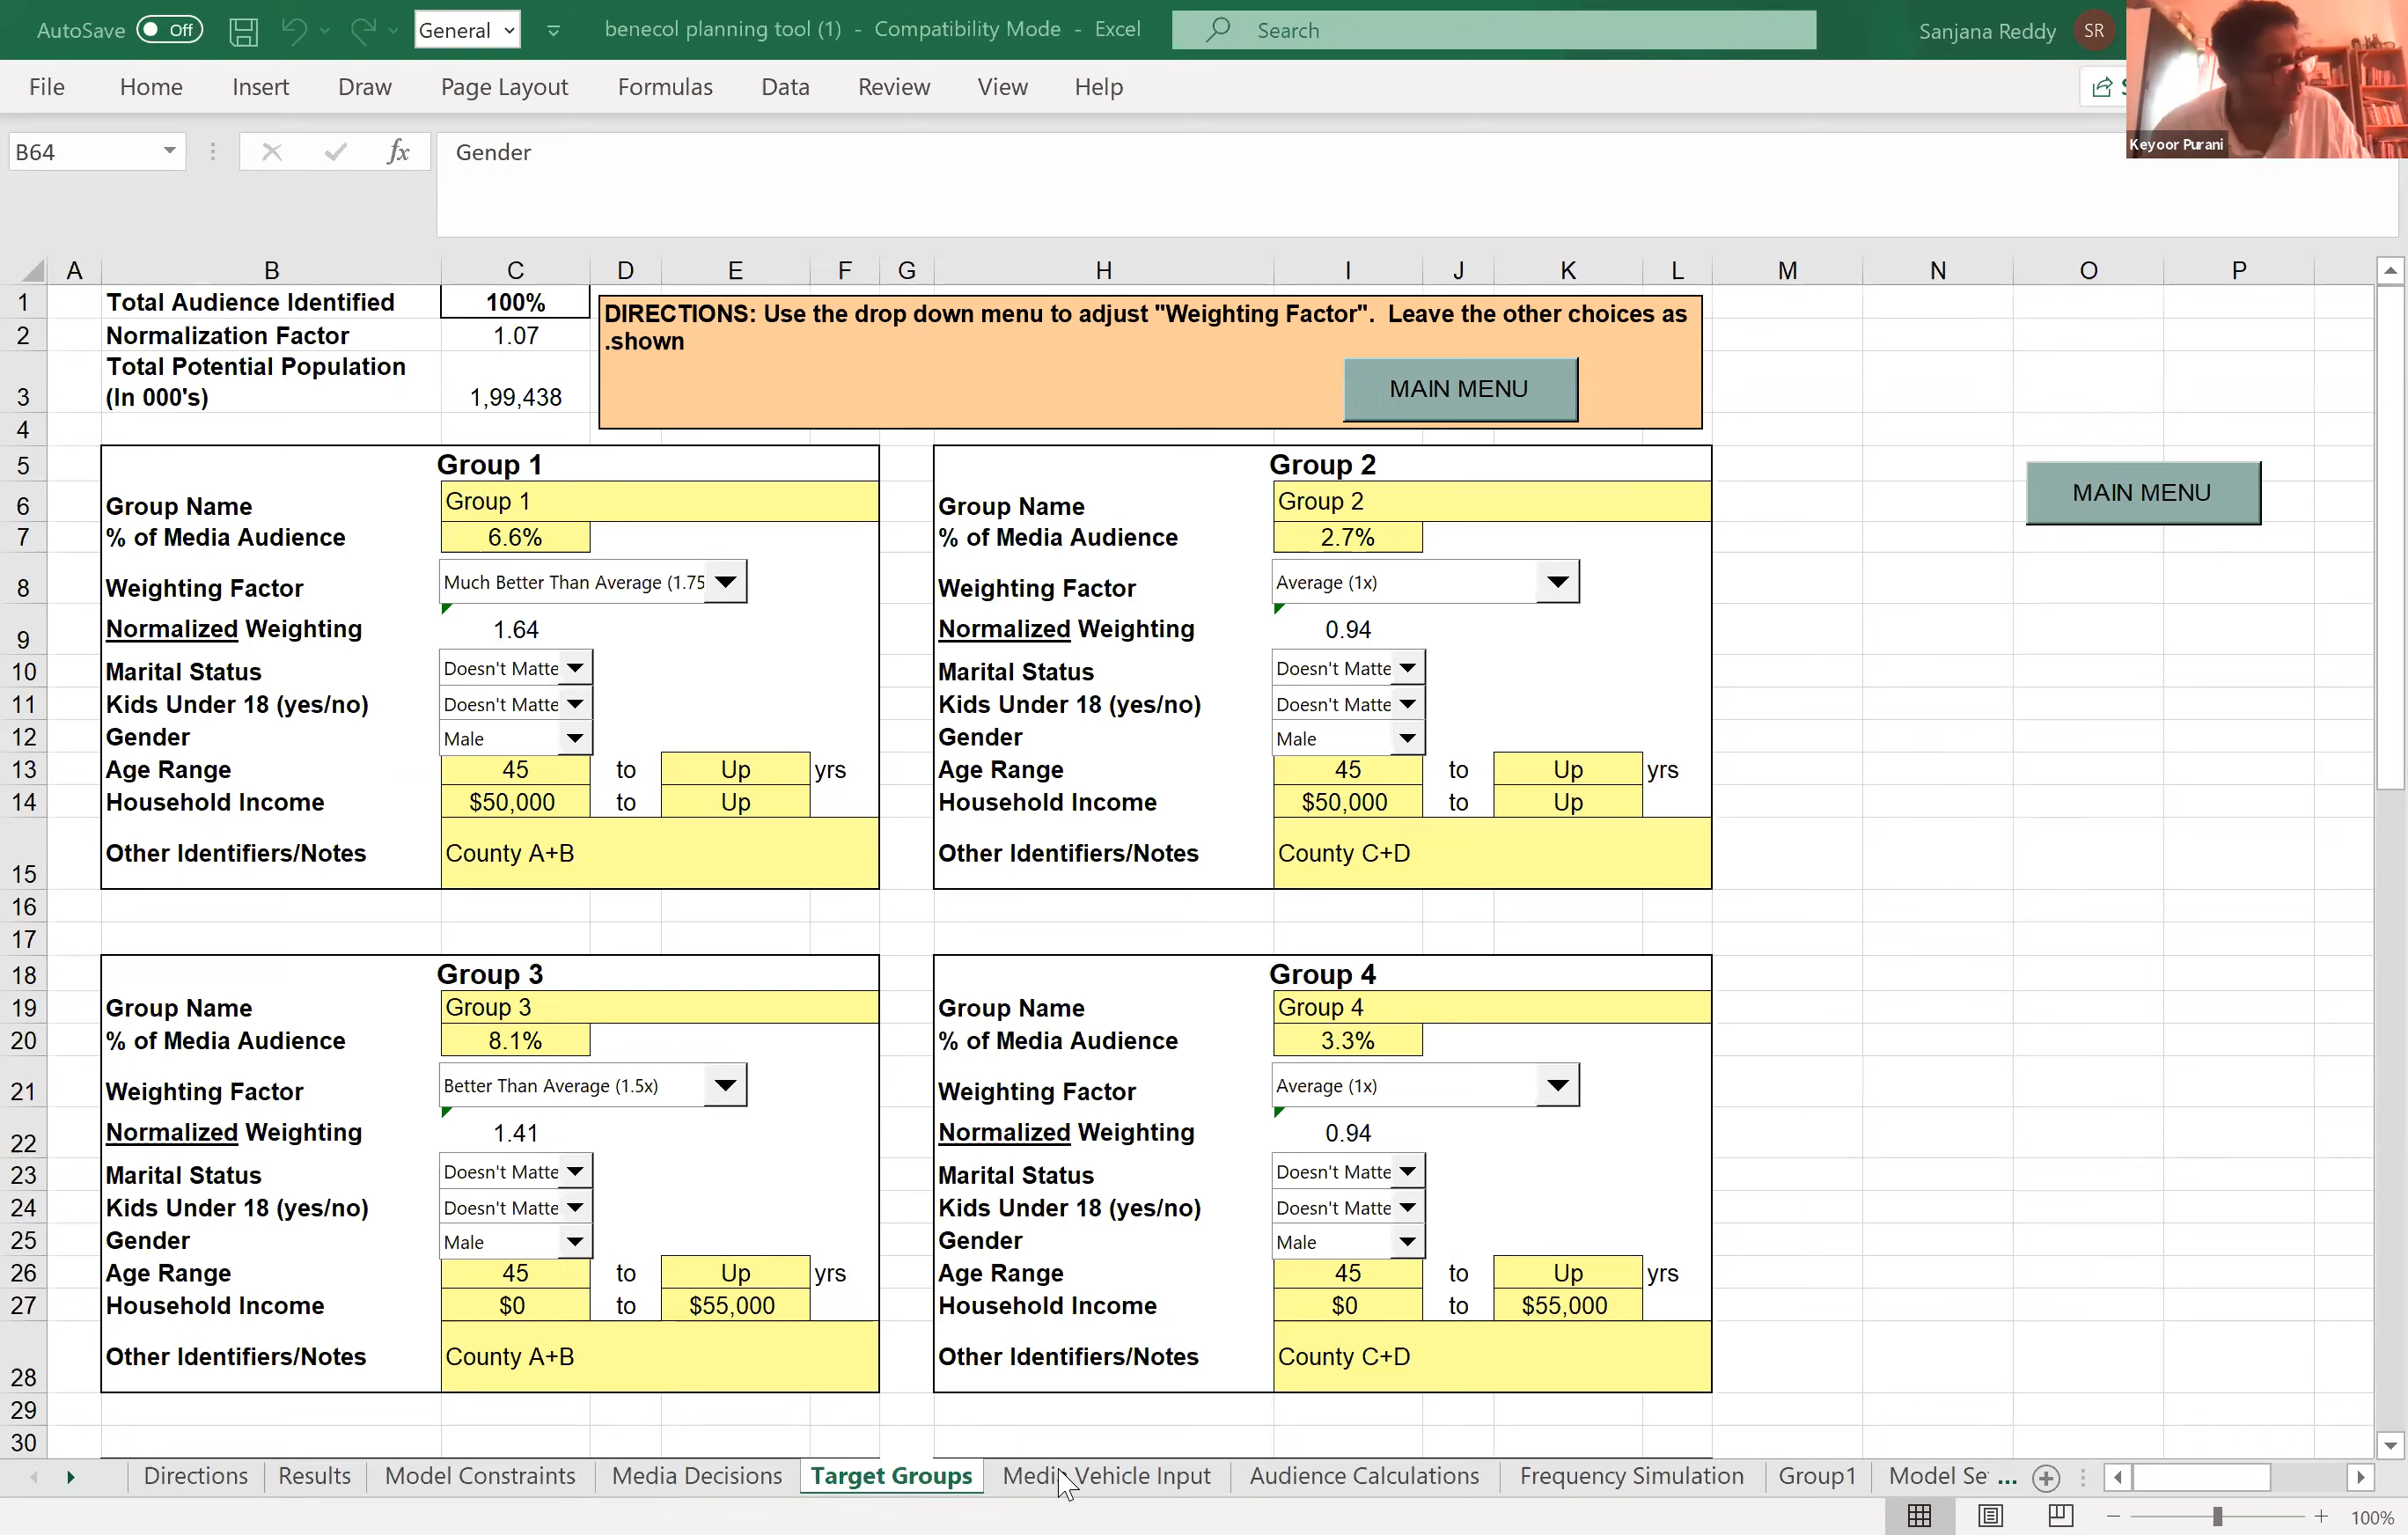 AutoSave Off General benecol planning tool (1) - Compatibility Mode - Excel Search Sanjana Reddy SR
File Home Insert Draw Page Layout Formulas Data Review View Help
Keyoor Purani
B64 fx Gender
A B C D E F G H I J K L M N O P
1 Total Audience Identified 100%
DIRECTIONS: Use the drop down menu to adjust "Weighting Factor". Leave the other choices as
.shown
2 Normalization Factor 1.07
Total Potential Population
3 (In 000's) 1,99,438
MAIN MENU
4
5 Group 1 Group 2
MAIN MENU
6 Group Name Group 1 Group Name Group 2
7 % of Media Audience 6.6% % of Media Audience 2.7%
8 Weighting Factor Much Better Than Average (1.75 Weighting Factor Average (1x)
9 Normalized Weighting 1.64 Normalized Weighting 0.94
10 Marital Status Doesn't Matte Marital Status Doesn't Matte
11 Kids Under 18 (yes/no) Doesn't Matte Kids Under 18 (yes/no) Doesn't Matte
12 Gender Male Gender Male
13 Age Range 45 to Up yrs Age Range 45 to Up yrs
14 Household Income $50,000 to Up Household Income $50,000 to Up
15 Other Identifiers/Notes County A+B Other Identifiers/Notes County C+D
16
17
18 Group 3 Group 4
19 Group Name Group 3 Group Name Group 4
20 % of Media Audience 8.1% % of Media Audience 3.3%
21 Weighting Factor Better Than Average (1.5x) Weighting Factor Average (1x)
22 Normalized Weighting 1.41 Normalized Weighting 0.94
23 Marital Status Doesn't Matte Marital Status Doesn't Matte
24 Kids Under 18 (yes/no) Doesn't Matte Kids Under 18 (yes/no) Doesn't Matte
25 Gender Male Gender Male
26 Age Range 45 to Up yrs Age Range 45 to Up yrs
27 Household Income $0 to $55,000 Household Income $0 to $55,000
28 Other Identifiers/Notes County A+B Other Identifiers/Notes County C+D
29
30
Directions Results Model Constraints Media Decisions Target Groups Media Vehicle Input Audience Calculations Frequency Simulation Group1 Model Se ...
100%